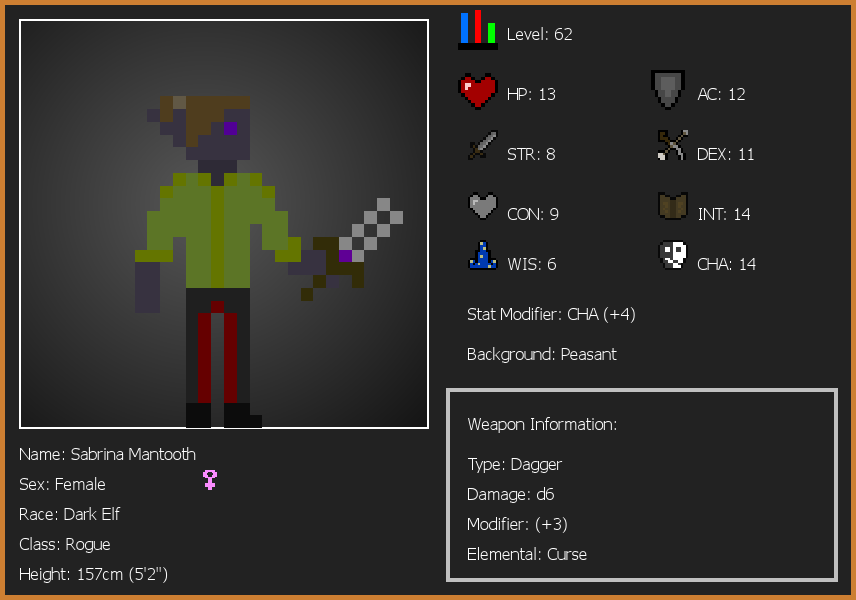 Level: 62
HP: 13
AC: 12
STR: 8
DEX: 11
CON: 9
INT: 14
WIS: 6
CHA: 14
Stat Modifier: CHA (+4)
Background: Peasant
Weapon Information:
Type: Dagger
Damage: d6
Modifier: (+3)
Elemental: Curse
Name: Sabrina Mantooth
Sex: Female
Race: Dark Elf
Class: Rogue
Height: 157cm (5'2")